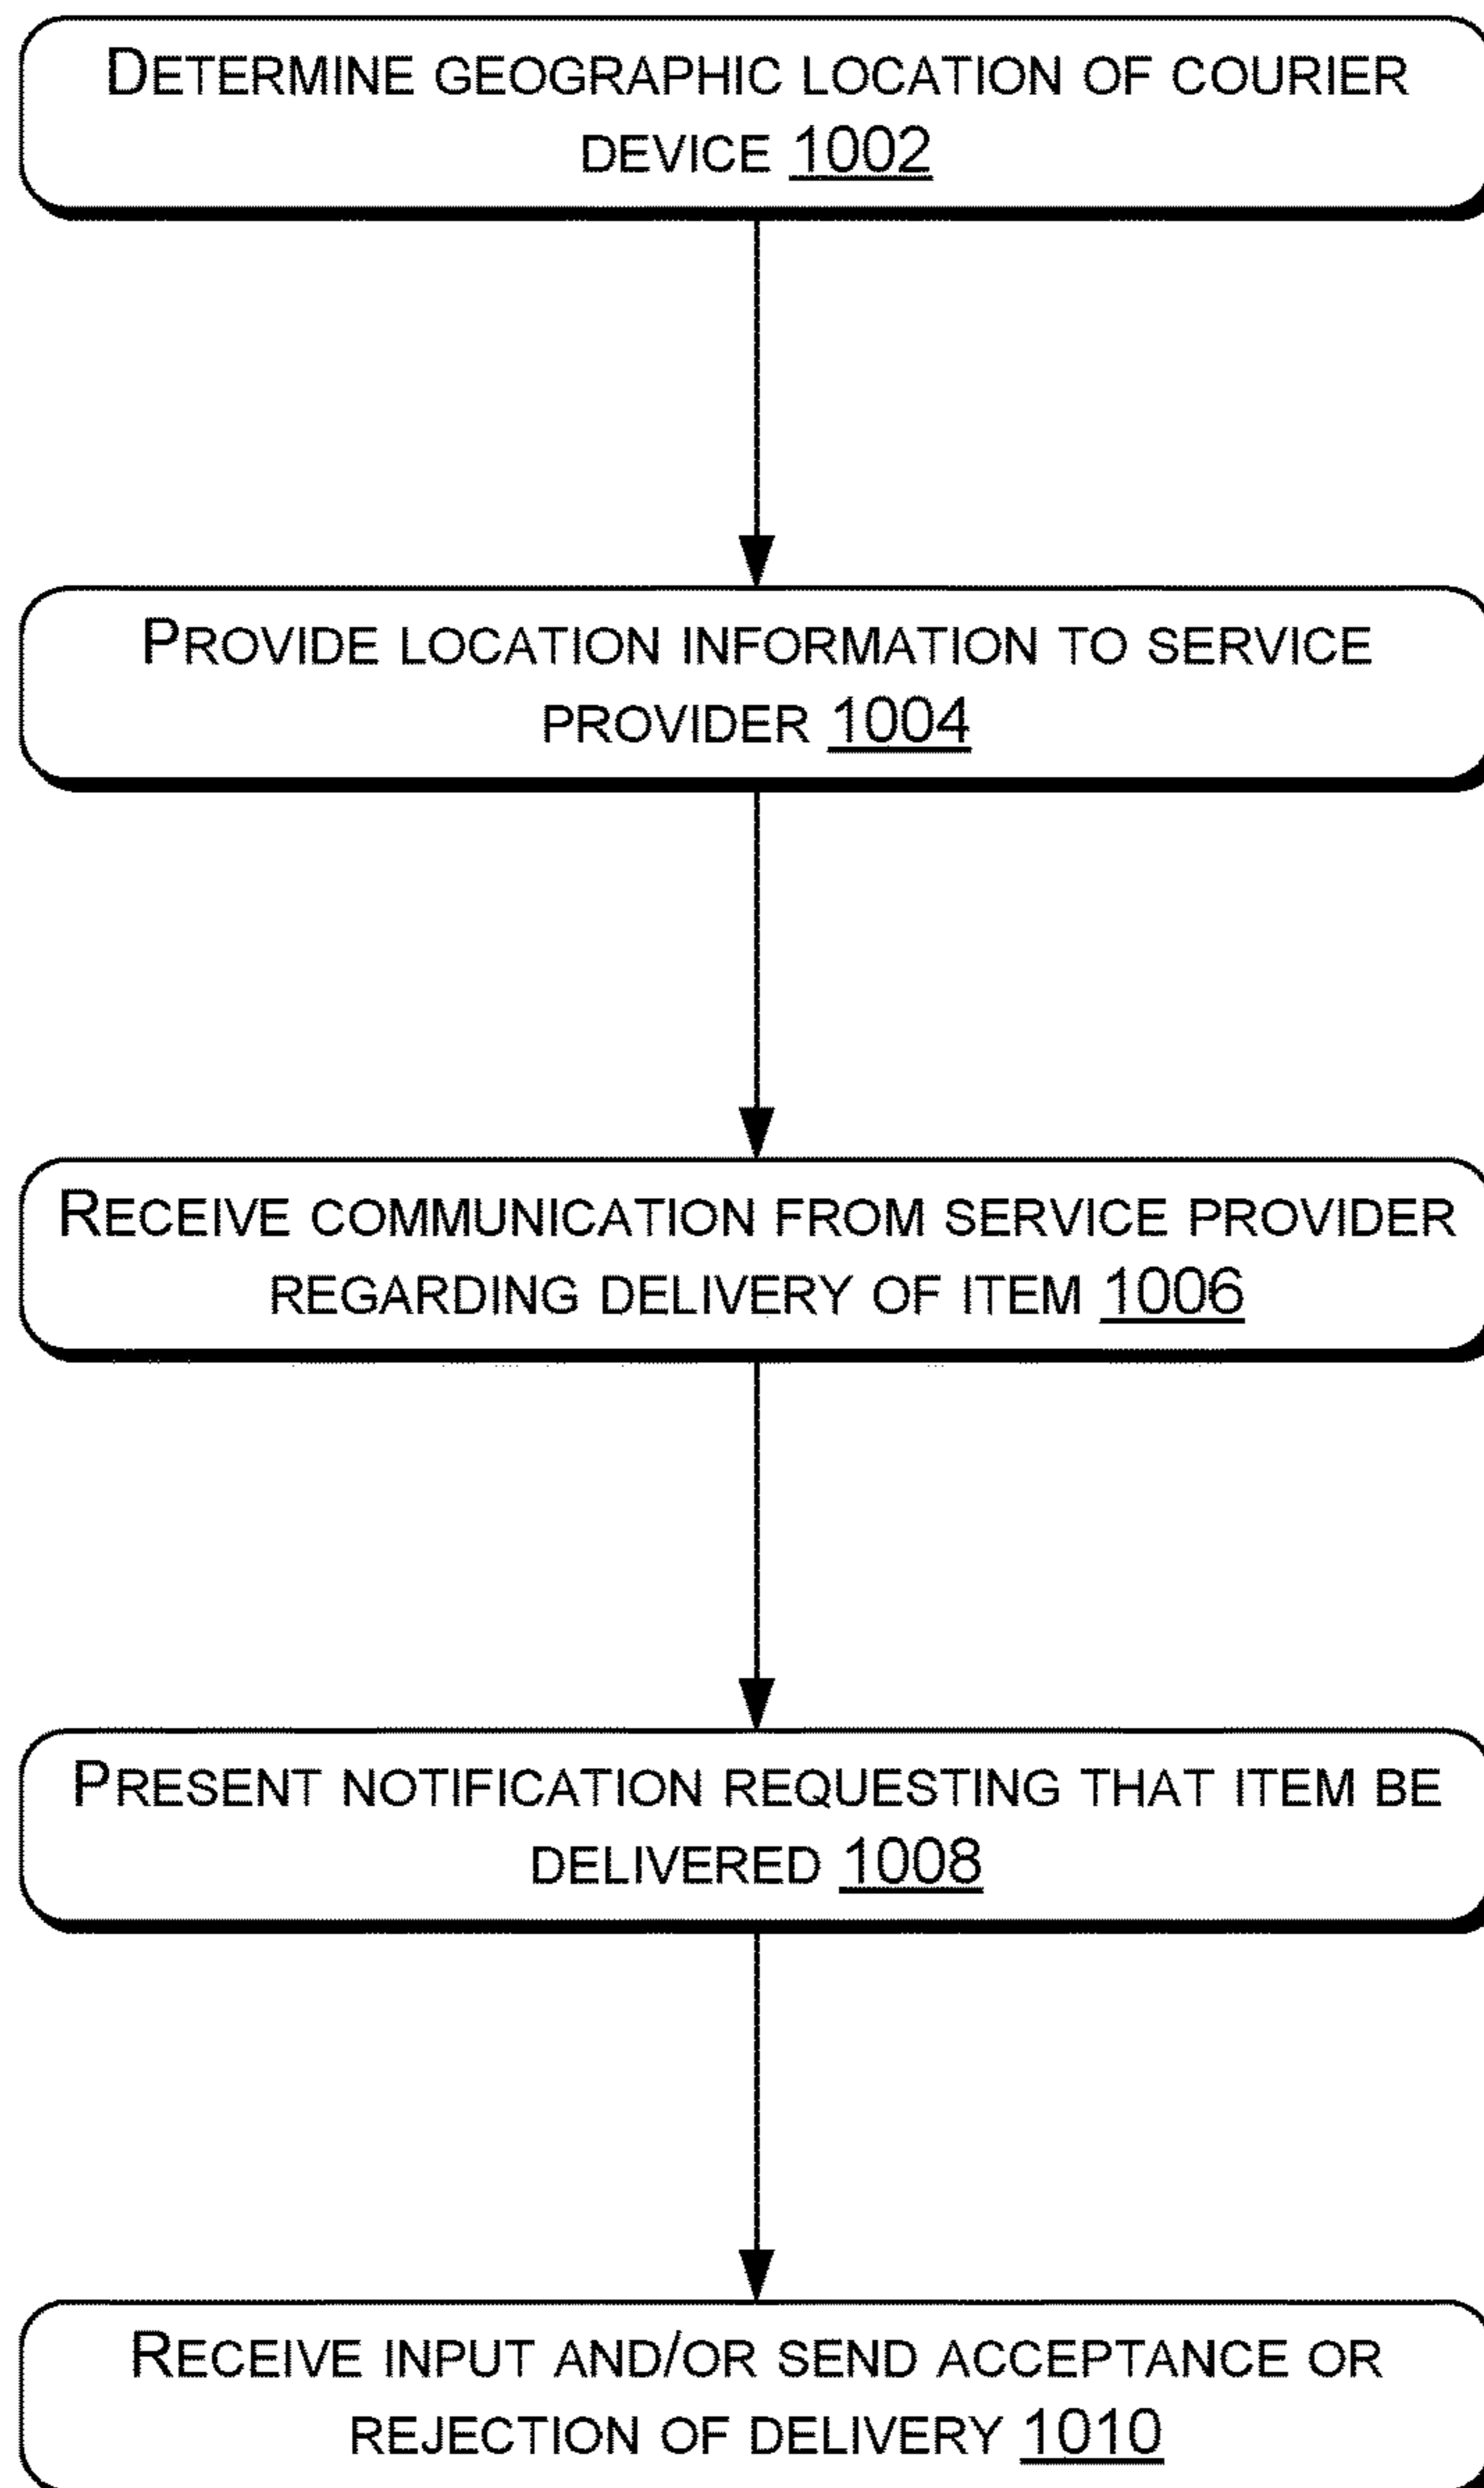 DETERMINE GEOGRAPHIC LOCATION OF COURIER
DEVICE 1002
PROVIDE LOCATION INFORMATION TO SERVICE
PROVIDER 1004
RECEIVE COMMUNICATION FROM SERVICE PROVIDER
REGARDING DELIVERY OF ITEM 1006
PRESENT NOTIFICATION REQUESTING THAT ITEM BE
DELIVERED 1008
RECEIVE INPUT AND/OR SEND ACCEPTANCE OR
REJECTION OF DELIVERY 1010